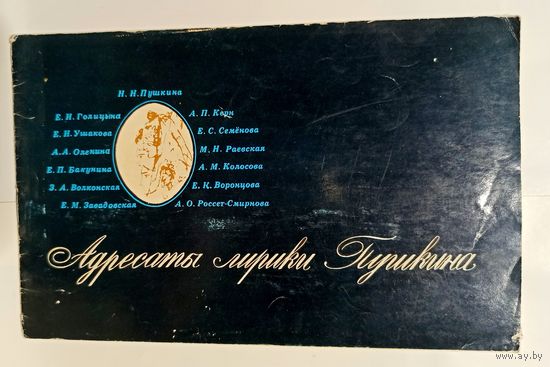 Н. Н. Пушкина
Е. И. Голицына
Е. Н. Ушакова
А. А. Оленина
Е. П. Бакунина
З. А. Волконская
Е. М. Завадовская
А. П. Керн
Е. С. Семёнова
М. Н. Раевская
А. М. Колосова
Е. К. Воронцова
А. О. Россет-Смирнова
Адресаты лирики Пушкина
www.ay.by